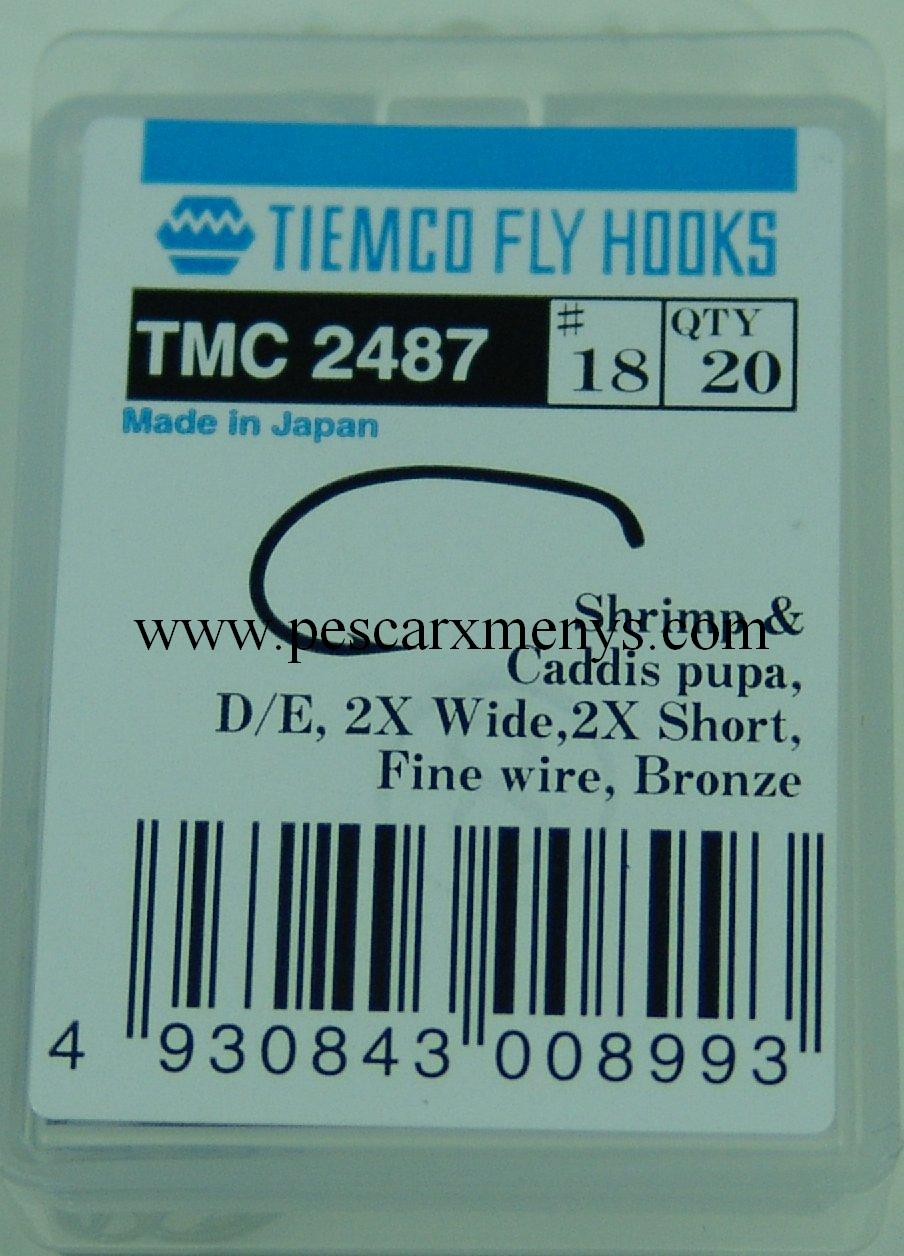 TIEMCO FLY HOOKS
TMC 2487 # 18 QTY 20
Made in Japan
www.pescarxmenys.com
Shrimp &
Caddis pupa,
D/E, 2X Wide,2X Short,
Fine wire, Bronze
4 930843 008993